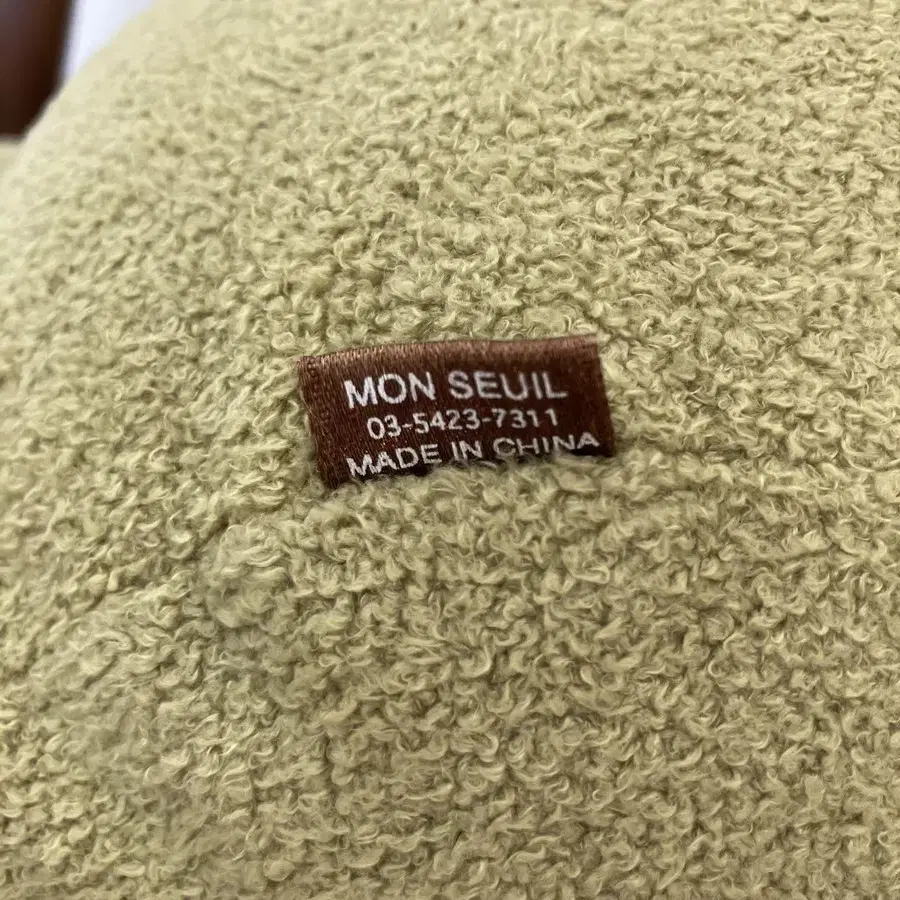 MON SEUIL
03-5423-7311
MADE IN CHINA